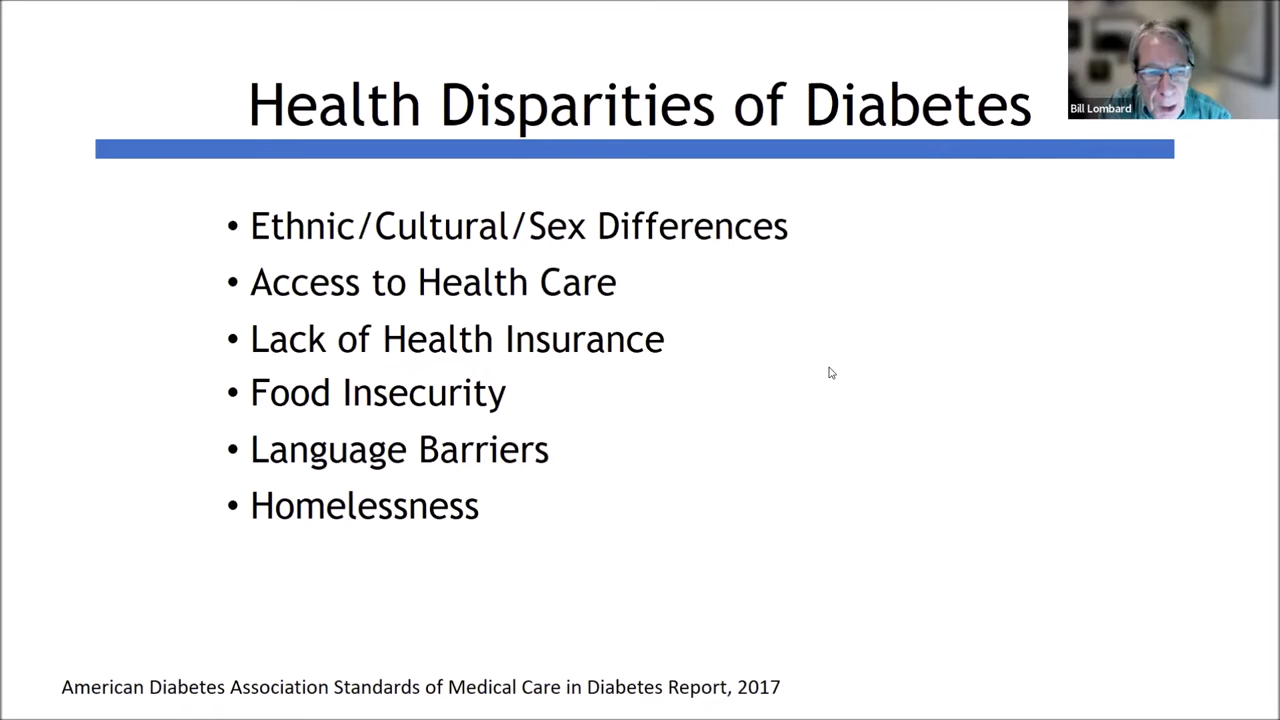 Health Disparities of Diabetes
Bill Lombard
• Ethnic/Cultural/Sex Differences
• Access to Health Care
• Lack of Health Insurance
• Food Insecurity
• Language Barriers
• Homelessness
American Diabetes Association Standards of Medical Care in Diabetes Report, 2017